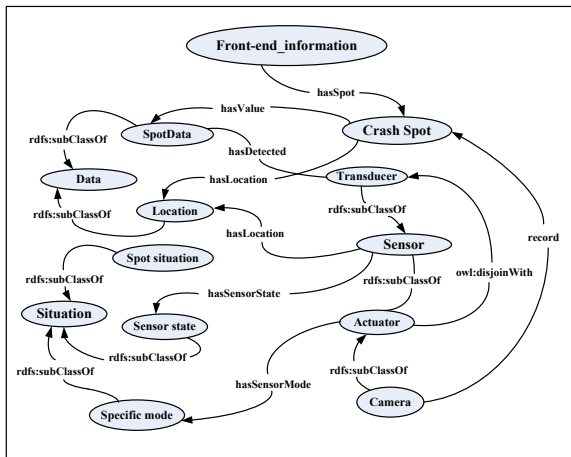 Front-end_information
hasSpot
hasValue
SpotData
Crash Spot
rdfs:subClassOf
hasDetected
Data
hasLocation
Transducer
rdfs:subClassOf
rdfs:subClassOf
Location
hasLocation
Sensor
record
Spot situation
owl:disjoinWith
rdfs:subClassOf
rdfs:subClassOf
hasSensorState
Situation
Sensor state
Actuator
rdfs:subClassOf
rdfs:subClassOf
rdfs:subClassOf
hasSensorMode
Camera
Specific mode